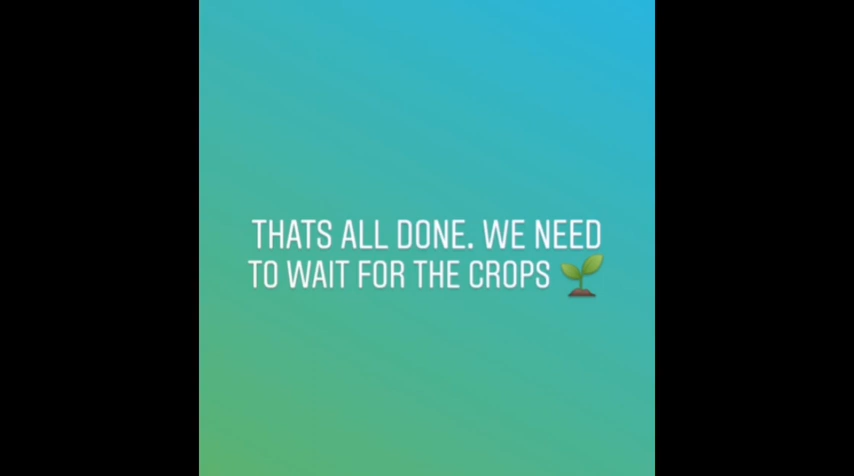 THATS ALL DONE. WE NEED
TO WAIT FOR THE CROPS 🌱